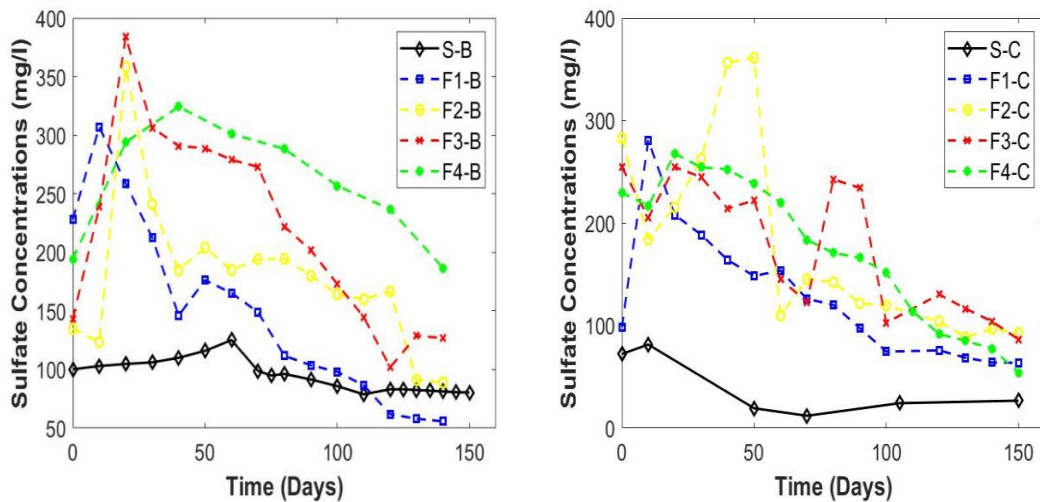 Sulfate Concentrations (mg/l)
400
350
300
250
200
150
100
50
0
50
100
150
Time (Days)
S-B
F1-B
F2-B
F3-B
F4-B
Sulfate Concentrations (mg/l)
400
300
200
100
0
0
50
100
150
Time (Days)
S-C
F1-C
F2-C
F3-C
F4-C